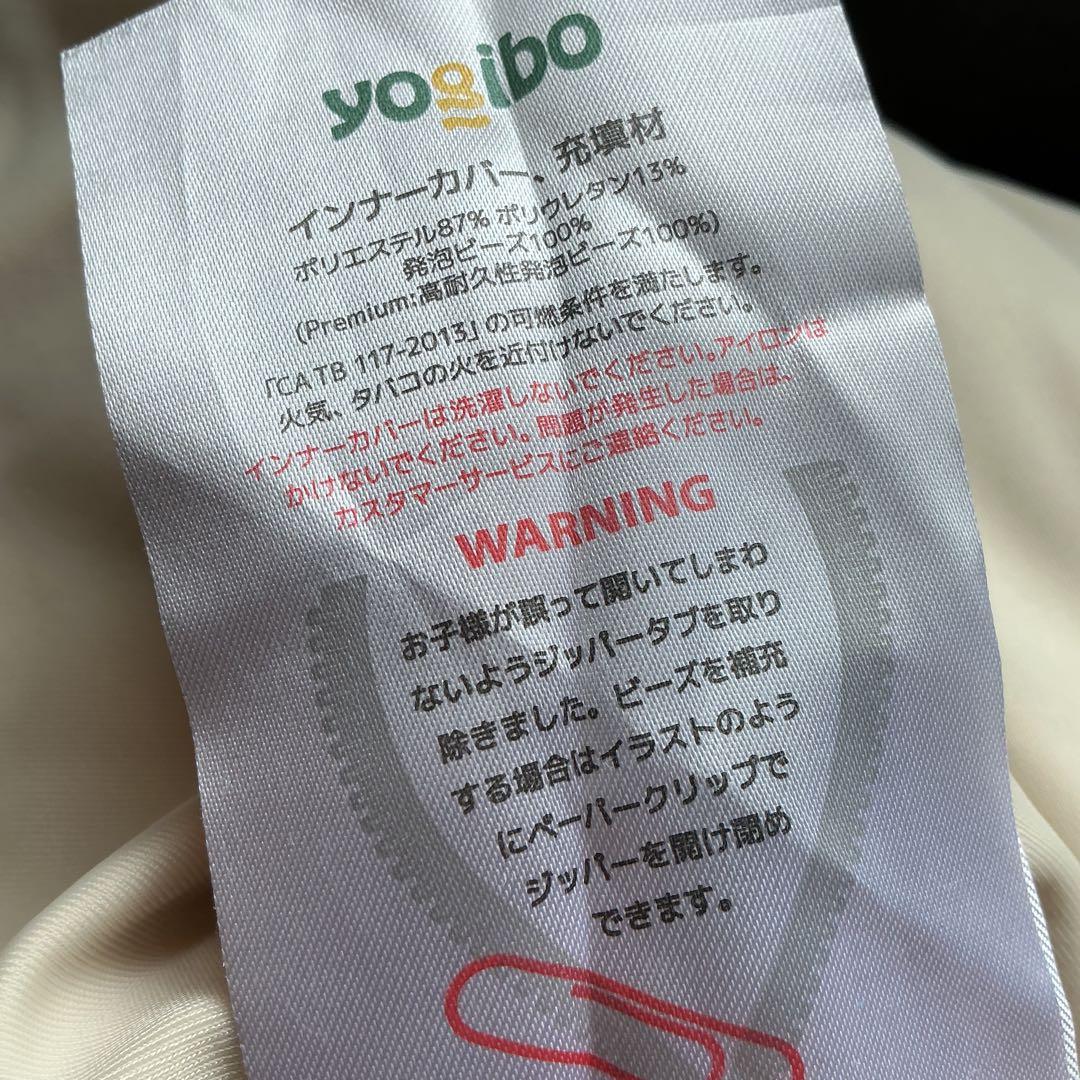 yogibo
インナーカバー、充填材
ポリエステル87% ポリウレタン13%
発泡ビーズ100%
(Premium:高耐久性発泡ビーズ100%)
「CA TB 117-2013」の可燃条件を満たします。
火気、タバコの火を近付けないでください。
インナーカバーは洗濯しないでください。アイロンは
かけないでください。問題が発生した場合は、
カスタマーサービスにご連絡ください。
WARNING
お子様が誤って開いてしまわ
ないようジッパータブを取り
除きました。ビーズを補充
する場合はイラストのよう
にペーパークリップで
ジッパーを開け閉め
できます。